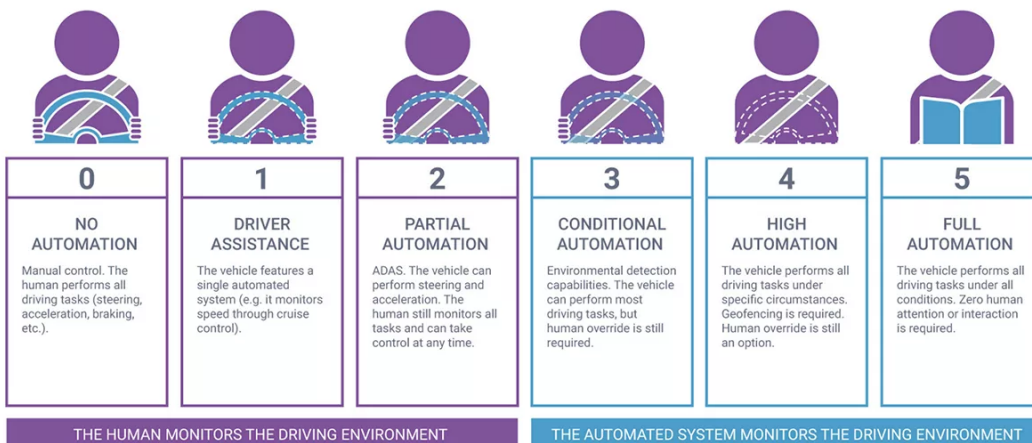 0
NO
AUTOMATION
Manual control. The
human performs all
driving tasks (steering,
acceleration, braking,
etc.).
1
DRIVER
ASSISTANCE
The vehicle features a
single automated
system (e.g. it monitors
speed through cruise
control).
2
PARTIAL
AUTOMATION
ADAS. The vehicle can
perform steering and
acceleration. The
human still monitors all
tasks and can take
control at any time.
3
CONDITIONAL
AUTOMATION
Environmental detection
capabilities. The vehicle
can perform most
driving tasks, but
human override is still
required.
4
HIGH
AUTOMATION
The vehicle performs all
driving tasks under
specific circumstances.
Geofencing is required.
Human override is still
an option.
5
FULL
AUTOMATION
The vehicle performs all
driving tasks under all
conditions. Zero human
attention or interaction
is required.
THE HUMAN MONITORS THE DRIVING ENVIRONMENT
THE AUTOMATED SYSTEM MONITORS THE DRIVING ENVIRONMENT